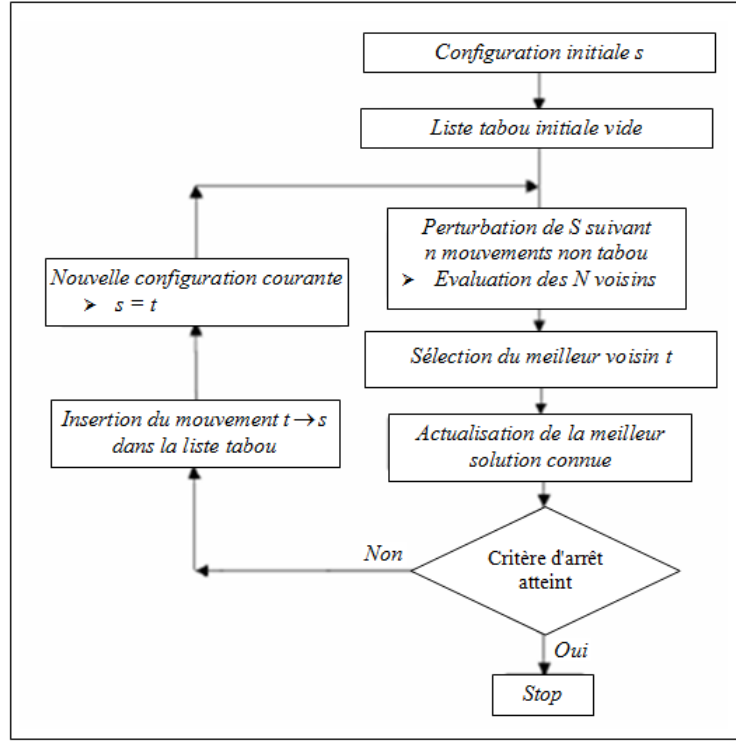 Configuration initiale s
Liste tabou initiale vide
Perturbation de S suivant
n mouvements non tabou
➢ Evaluation des N voisins
Sélection du meilleur voisin t
Actualisation de la meilleur
solution connue
Critère d'arrêt
atteint
Non
Oui
Stop
Insertion du mouvement t→s
dans la liste tabou
Nouvelle configuration courante
➢ s = t